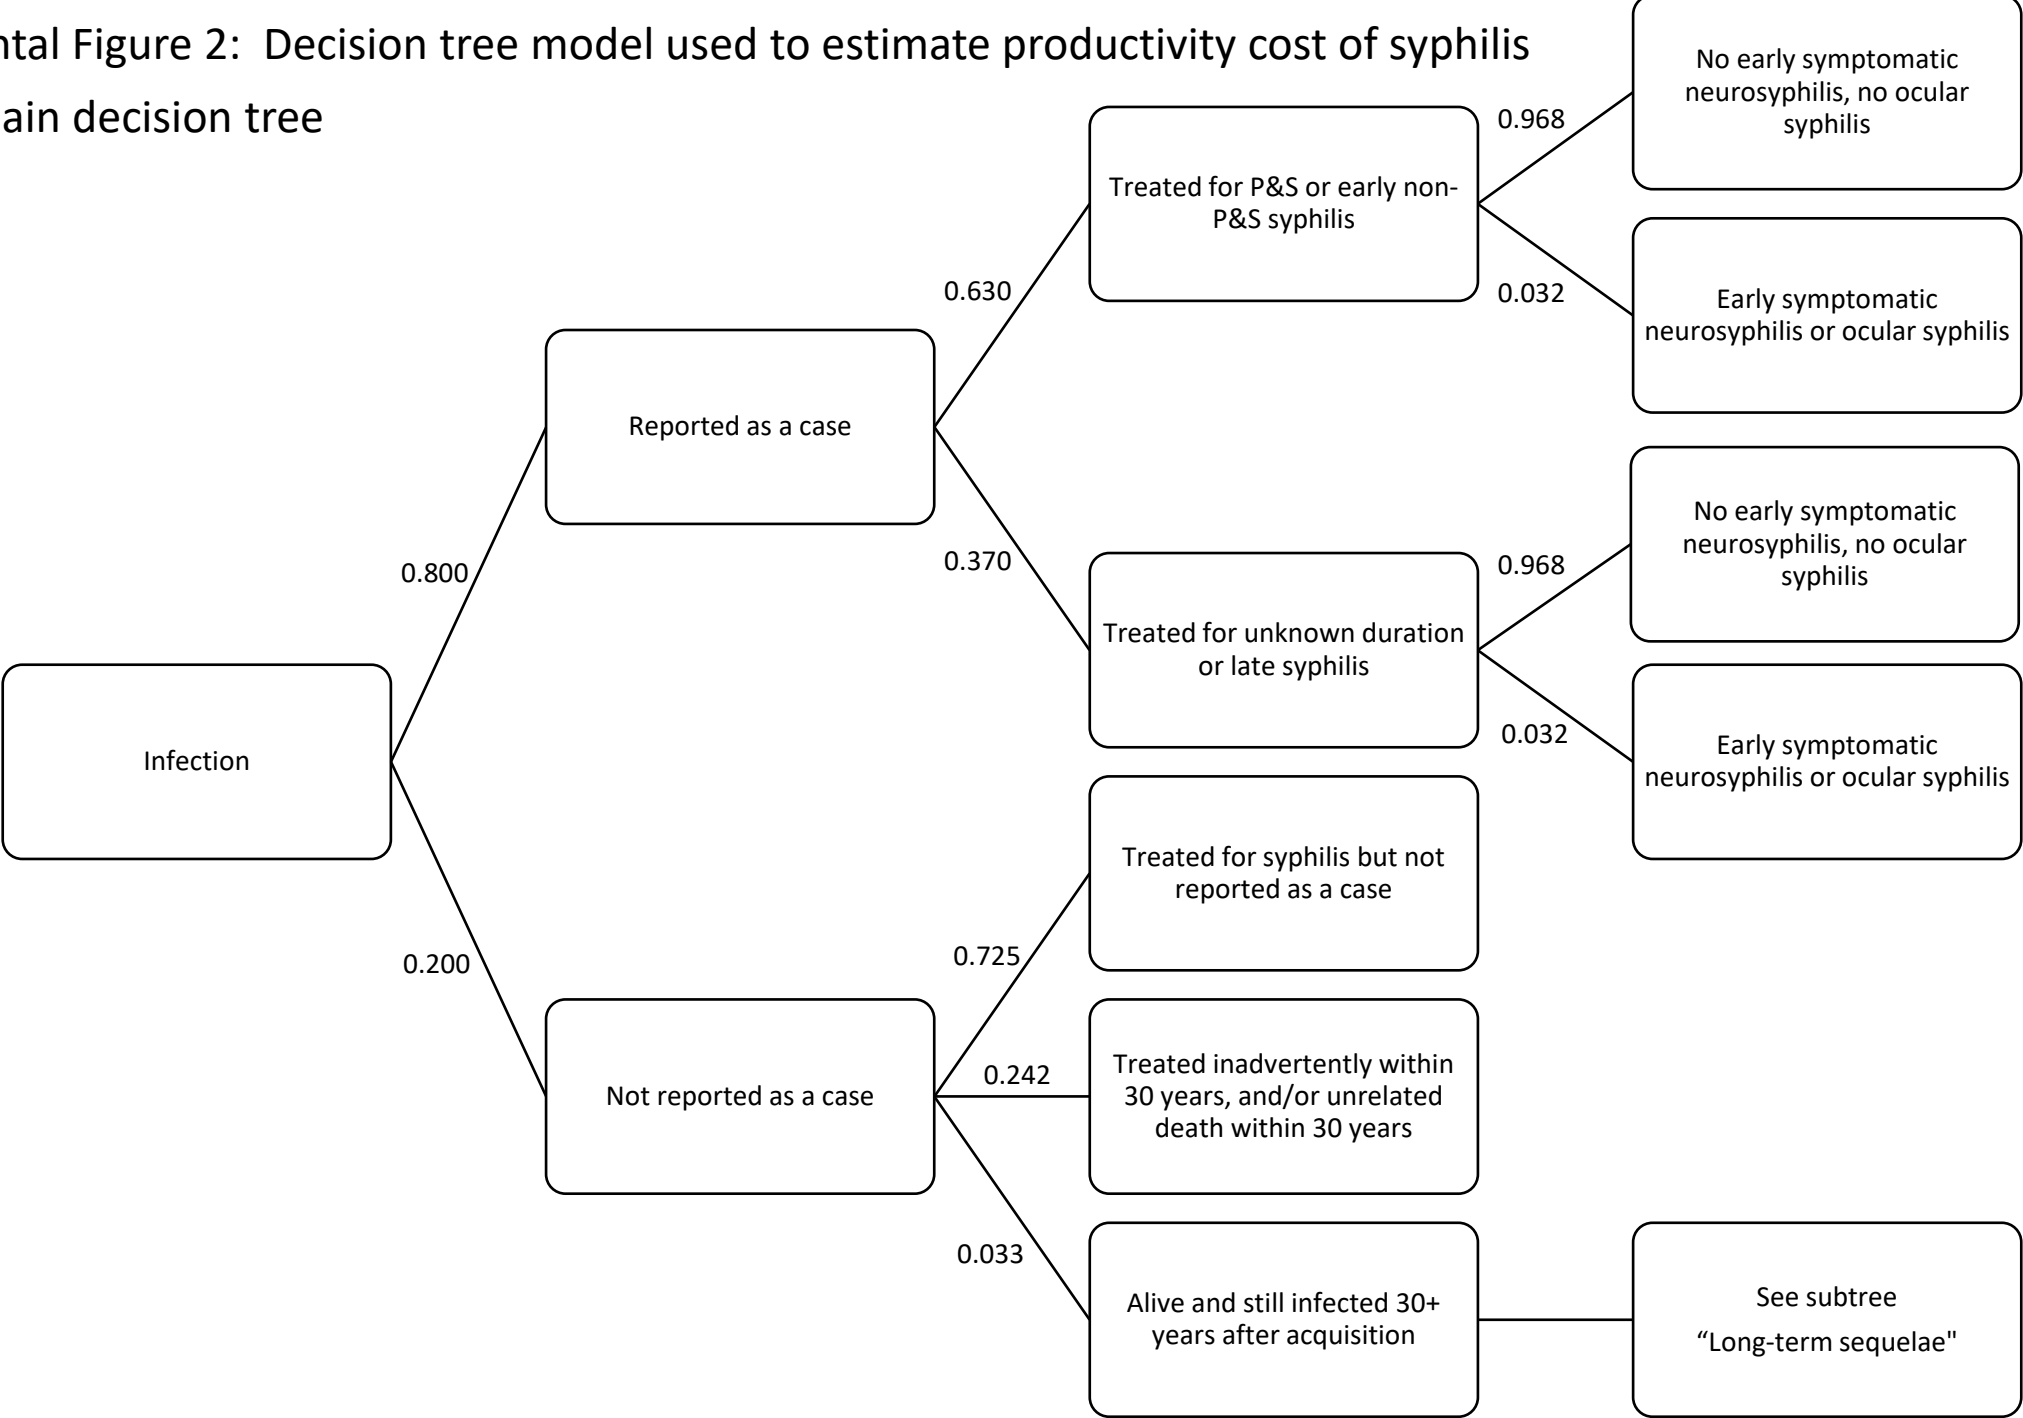 ntal Figure 2:  Decision tree model used to estimate productivity cost of syphilis
ain decision tree
No early symptomatic
neurosyphilis, no ocular
syphilis
0.968
Treated for P&S or early non-
P&S syphilis
0.032
Early symptomatic
neurosyphilis or ocular syphilis
0.630
Reported as a case
0.370
No early symptomatic
neurosyphilis, no ocular
syphilis
0.968
Treated for unknown duration
or late syphilis
0.032
Early symptomatic
neurosyphilis or ocular syphilis
0.800
Infection
0.200
Treated for syphilis but not
reported as a case
0.725
Not reported as a case
0.242
Treated inadvertently within
30 years, and/or unrelated
death within 30 years
0.033
Alive and still infected 30+
years after acquisition
See subtree
“Long-term sequelae"